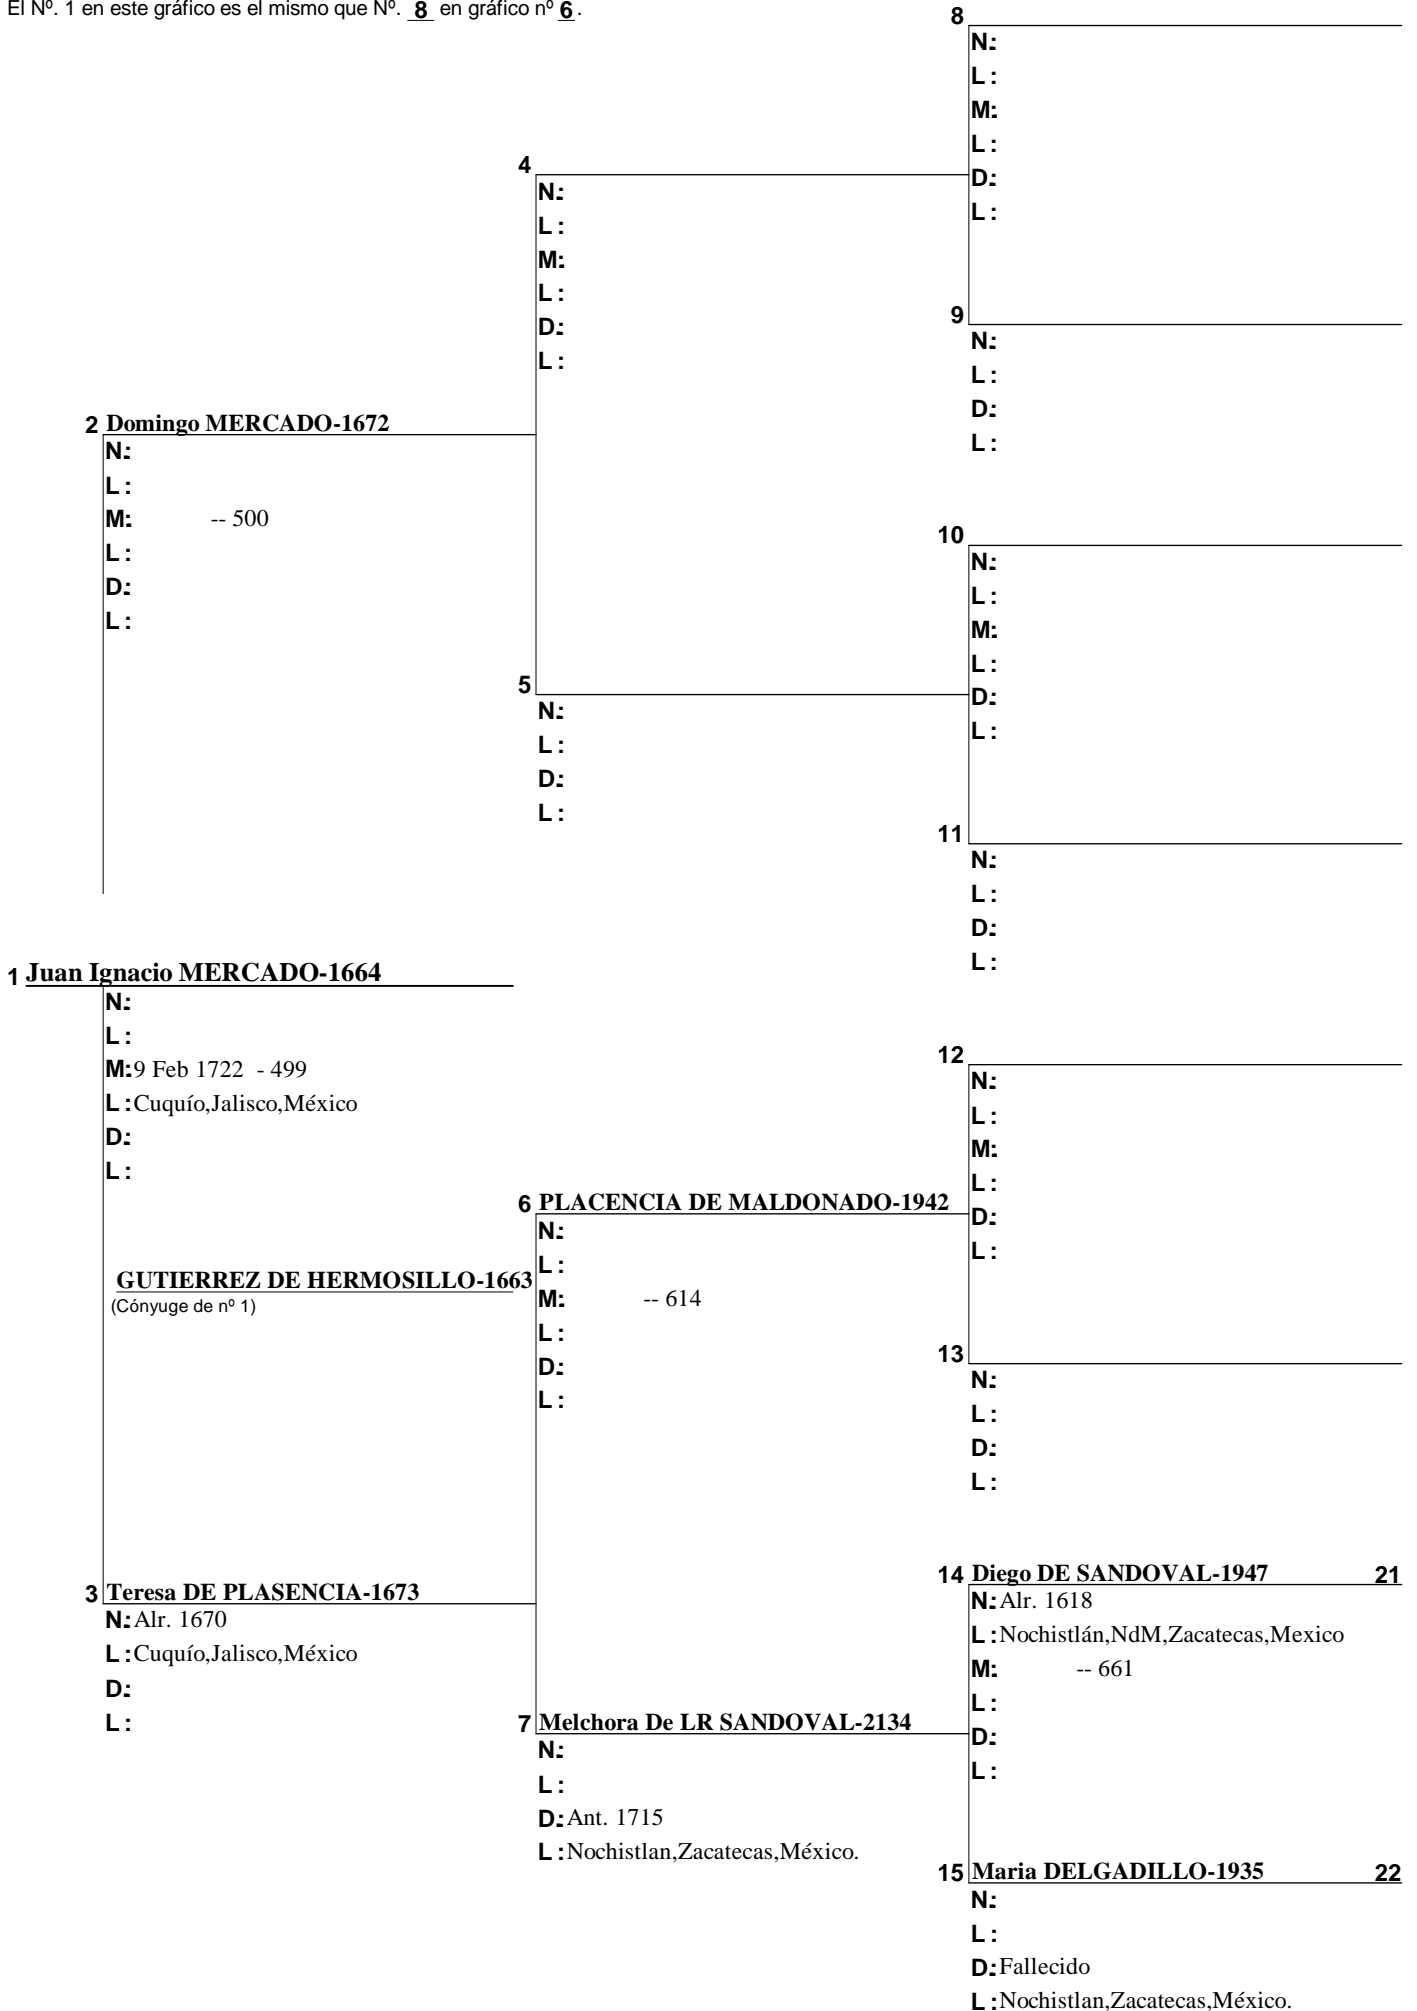 El Nº. 1 en este gráfico es el mismo que Nº. 8 en gráfico nº 6.
8
N:
L:
M:
L:
D:
L:
4
N:
L:
M:
L:
D:
L:
9
N:
L:
D:
L:
2 Domingo MERCADO-1672
N:
L:
M: -- 500
L:
D:
L:
10
N:
L:
M:
L:
D:
L:
5
N:
L:
D:
L:
11
N:
L:
D:
L:
1 Juan Ignacio MERCADO-1664
N:
L:
M: 9 Feb 1722 - 499
L: Cuquío,Jalisco,México
D:
L:
12
N:
L:
M:
L:
D:
L:
6 PLACENCIA DE MALDONADO-1942
N:
L:
M: -- 614
L:
D:
L:
GUTIERREZ DE HERMOSILLO-1663
(Cónyuge de nº 1)
13
N:
L:
D:
L:
3 Teresa DE PLASENCIA-1673
N: Alr. 1670
L: Cuquío,Jalisco,México
D:
L:
14 Diego DE SANDOVAL-1947 21
N: Alr. 1618
L: Nochistlán,NdM,Zacatecas,Mexico
M: -- 661
L:
D:
L:
7 Melchora De LR SANDOVAL-2134
N:
L:
D: Ant. 1715
L: Nochistlan,Zacatecas,México.
15 Maria DELGADILLO-1935 22
N:
L:
D: Fallecido
L: Nochistlan,Zacatecas,México.